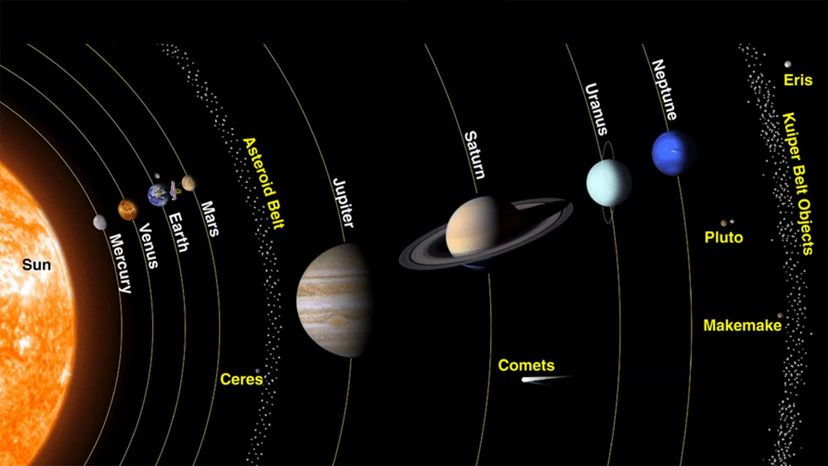 Sun
Mercury
Venus
Earth
Mars
Asteroid Belt
Ceres
Jupiter
Saturn
Comets
Uranus
Neptune
Pluto
Makemake
Eris
Kuiper Belt Objects